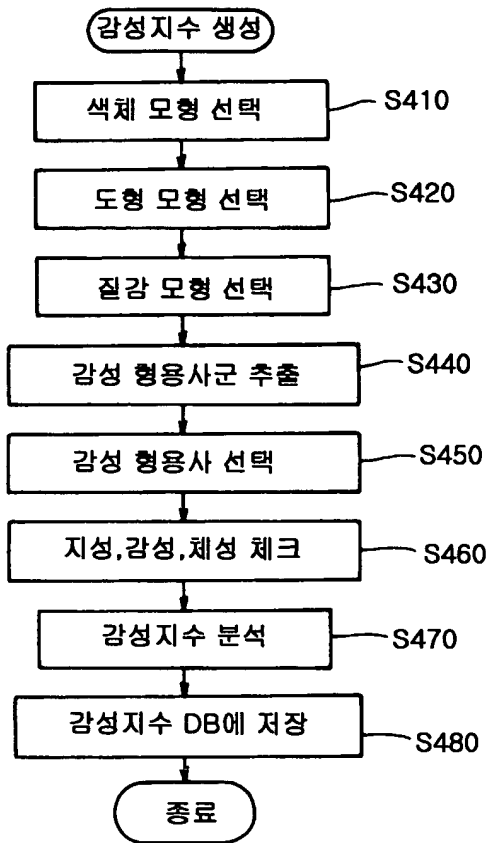 감성지수 생성
색체 모형 선택
S410
도형 모형 선택
S420
질감 모형 선택
S430
감성 형용사군 추출
S440
감성 형용사 선택
S450
지성,감성,체성 체크
S460
감성지수 분석
S470
감성지수 DB에 저장
S480
종료